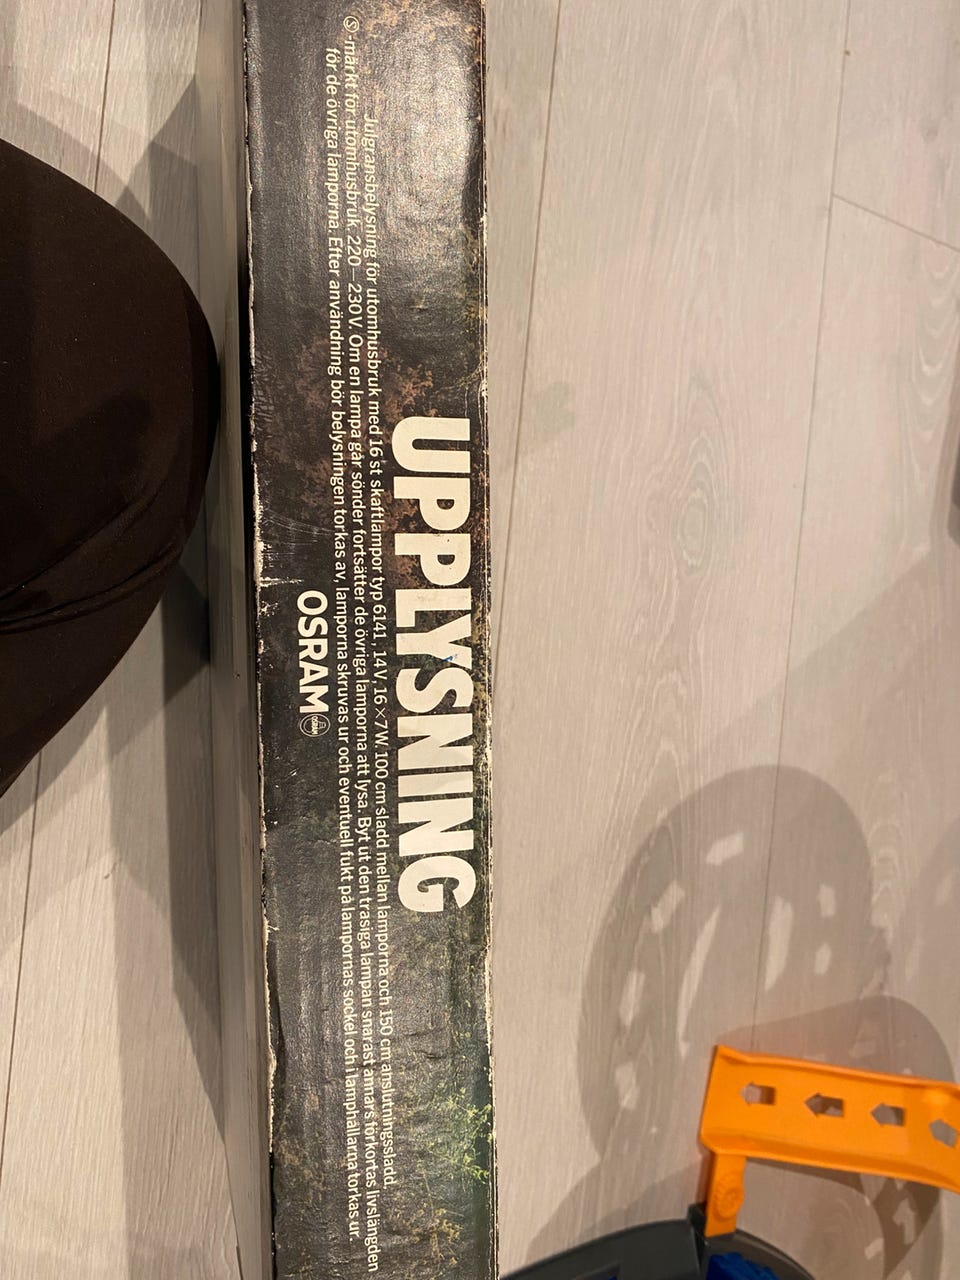 UPPLYSNING
Julgransbelysning för utomhusbruk med 16 st skaftlampor typ 6141, 14V, 16×7W. 100 cm sladd mellan lamporna och 150 cm anslutningssladd.
Ⓢ-märkt för utomhusbruk. 220–230V. Om en lampa går sönder fortsätter de övriga lamporna att lysa. Byt ut den trasiga lampan snarast annars förkortas livslängden
för de övriga lamporna. Efter användning bör belysningen torkas av, lamporna skruvas ur och eventuell fukt på lampornas sockel och i lamphållarna torkas ur.
OSRAM OSRAM